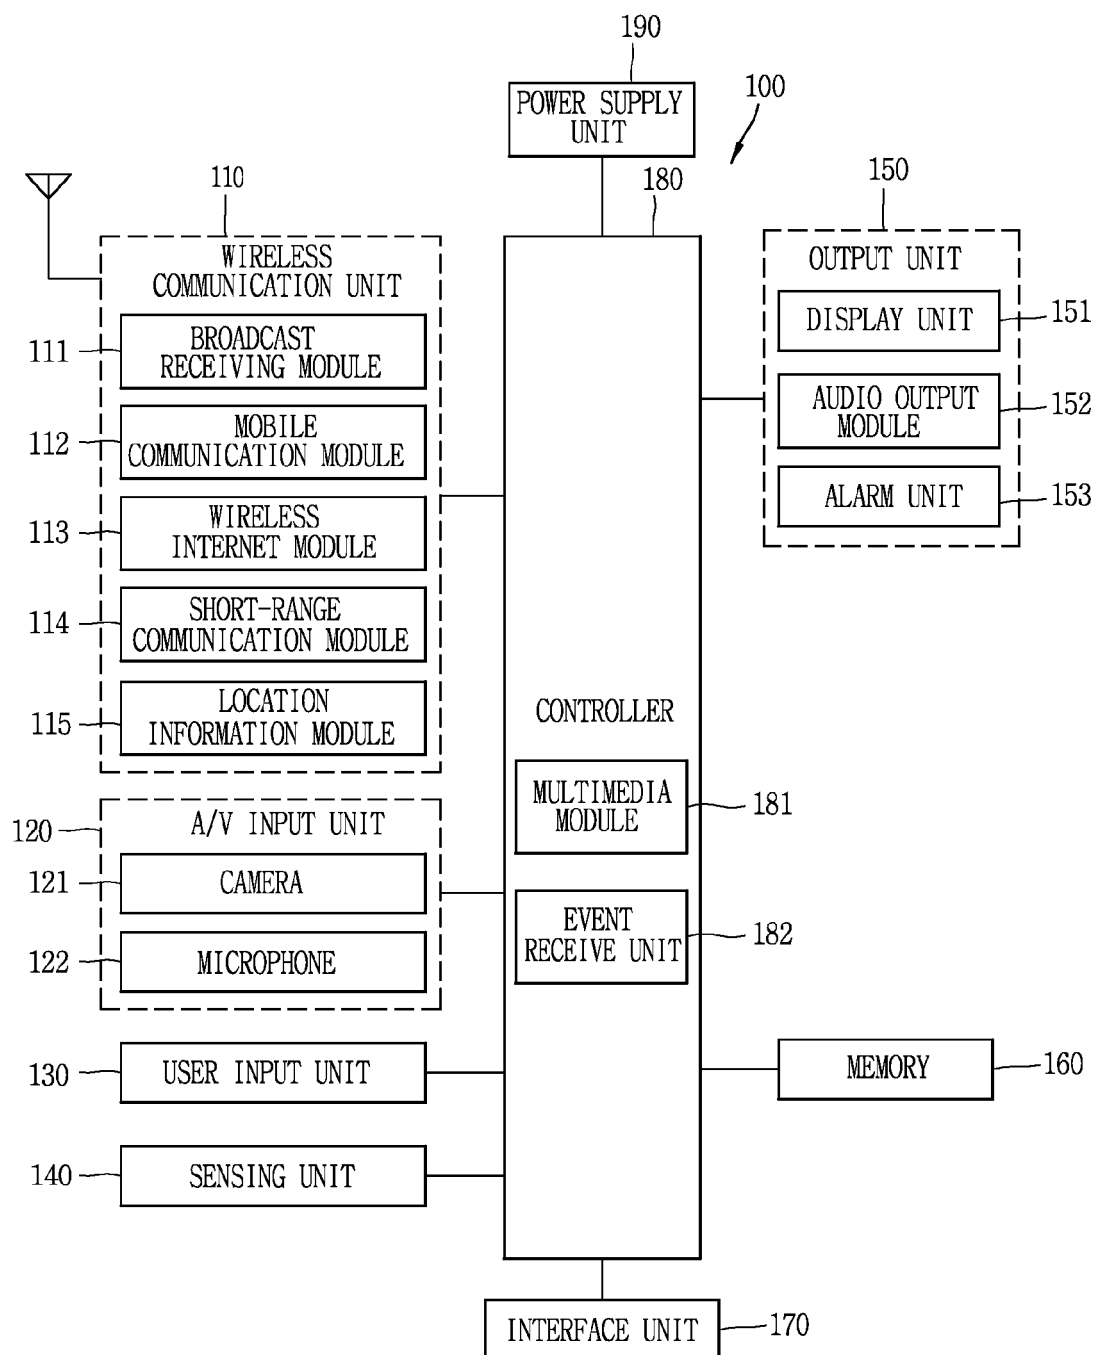 190
POWER SUPPLY
UNIT
100
110
180
150
WIRELESS
COMMUNICATION UNIT
OUTPUT UNIT
111
BROADCAST
RECEIVING MODULE
DISPLAY UNIT
151
112
MOBILE
COMMUNICATION MODULE
AUDIO OUTPUT
MODULE
152
113
WIRELESS
INTERNET MODULE
ALARM UNIT
153
114
SHORT-RANGE
COMMUNICATION MODULE
115
LOCATION
INFORMATION MODULE
CONTROLLER
MULTIMEDIA
MODULE
181
120
A/V INPUT UNIT
121
CAMERA
EVENT
RECEIVE UNIT
182
122
MICROPHONE
130
USER INPUT UNIT
MEMORY
160
140
SENSING UNIT
INTERFACE UNIT
170